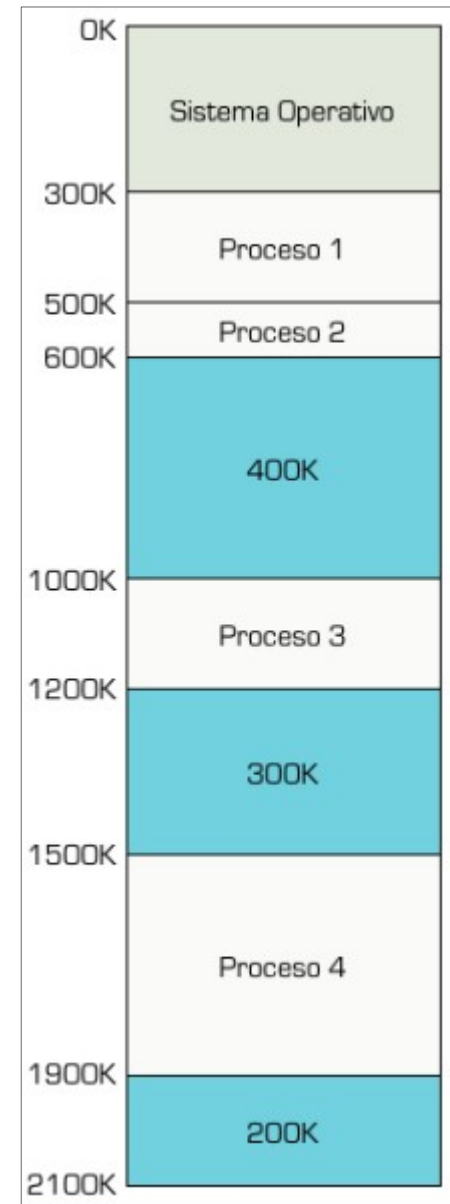 0K
Sistema Operativo
300K
Proceso 1
500K
Proceso 2
600K
400K
1000K
Proceso 3
1200K
300K
1500K
Proceso 4
1900K
200K
2100K